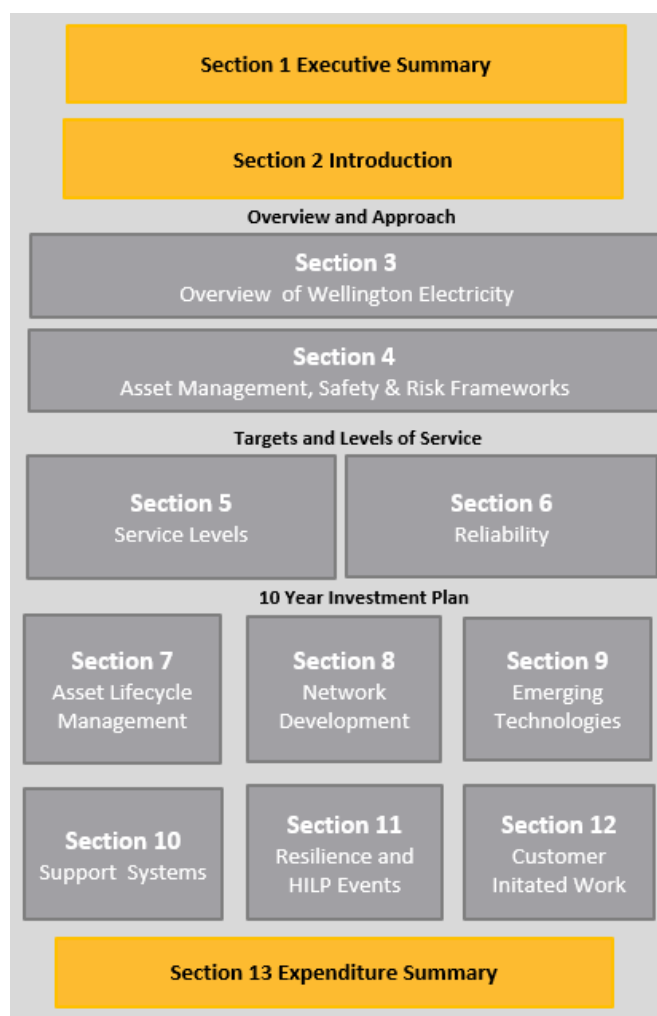 Section 1 Executive Summary
Section 2 Introduction
Overview and Approach
Section 3
Overview of Wellington Electricity
Section 4
Asset Management, Safety & Risk Frameworks
Targets and Levels of Service
Section 5
Service Levels
Section 6
Reliability
10 Year Investment Plan
Section 7
Asset Lifecycle
Management
Section 8
Network
Development
Section 9
Emerging
Technologies
Section 10
Support Systems
Section 11
Resilience and
HILP Events
Section 12
Customer
Initated Work
Section 13 Expenditure Summary